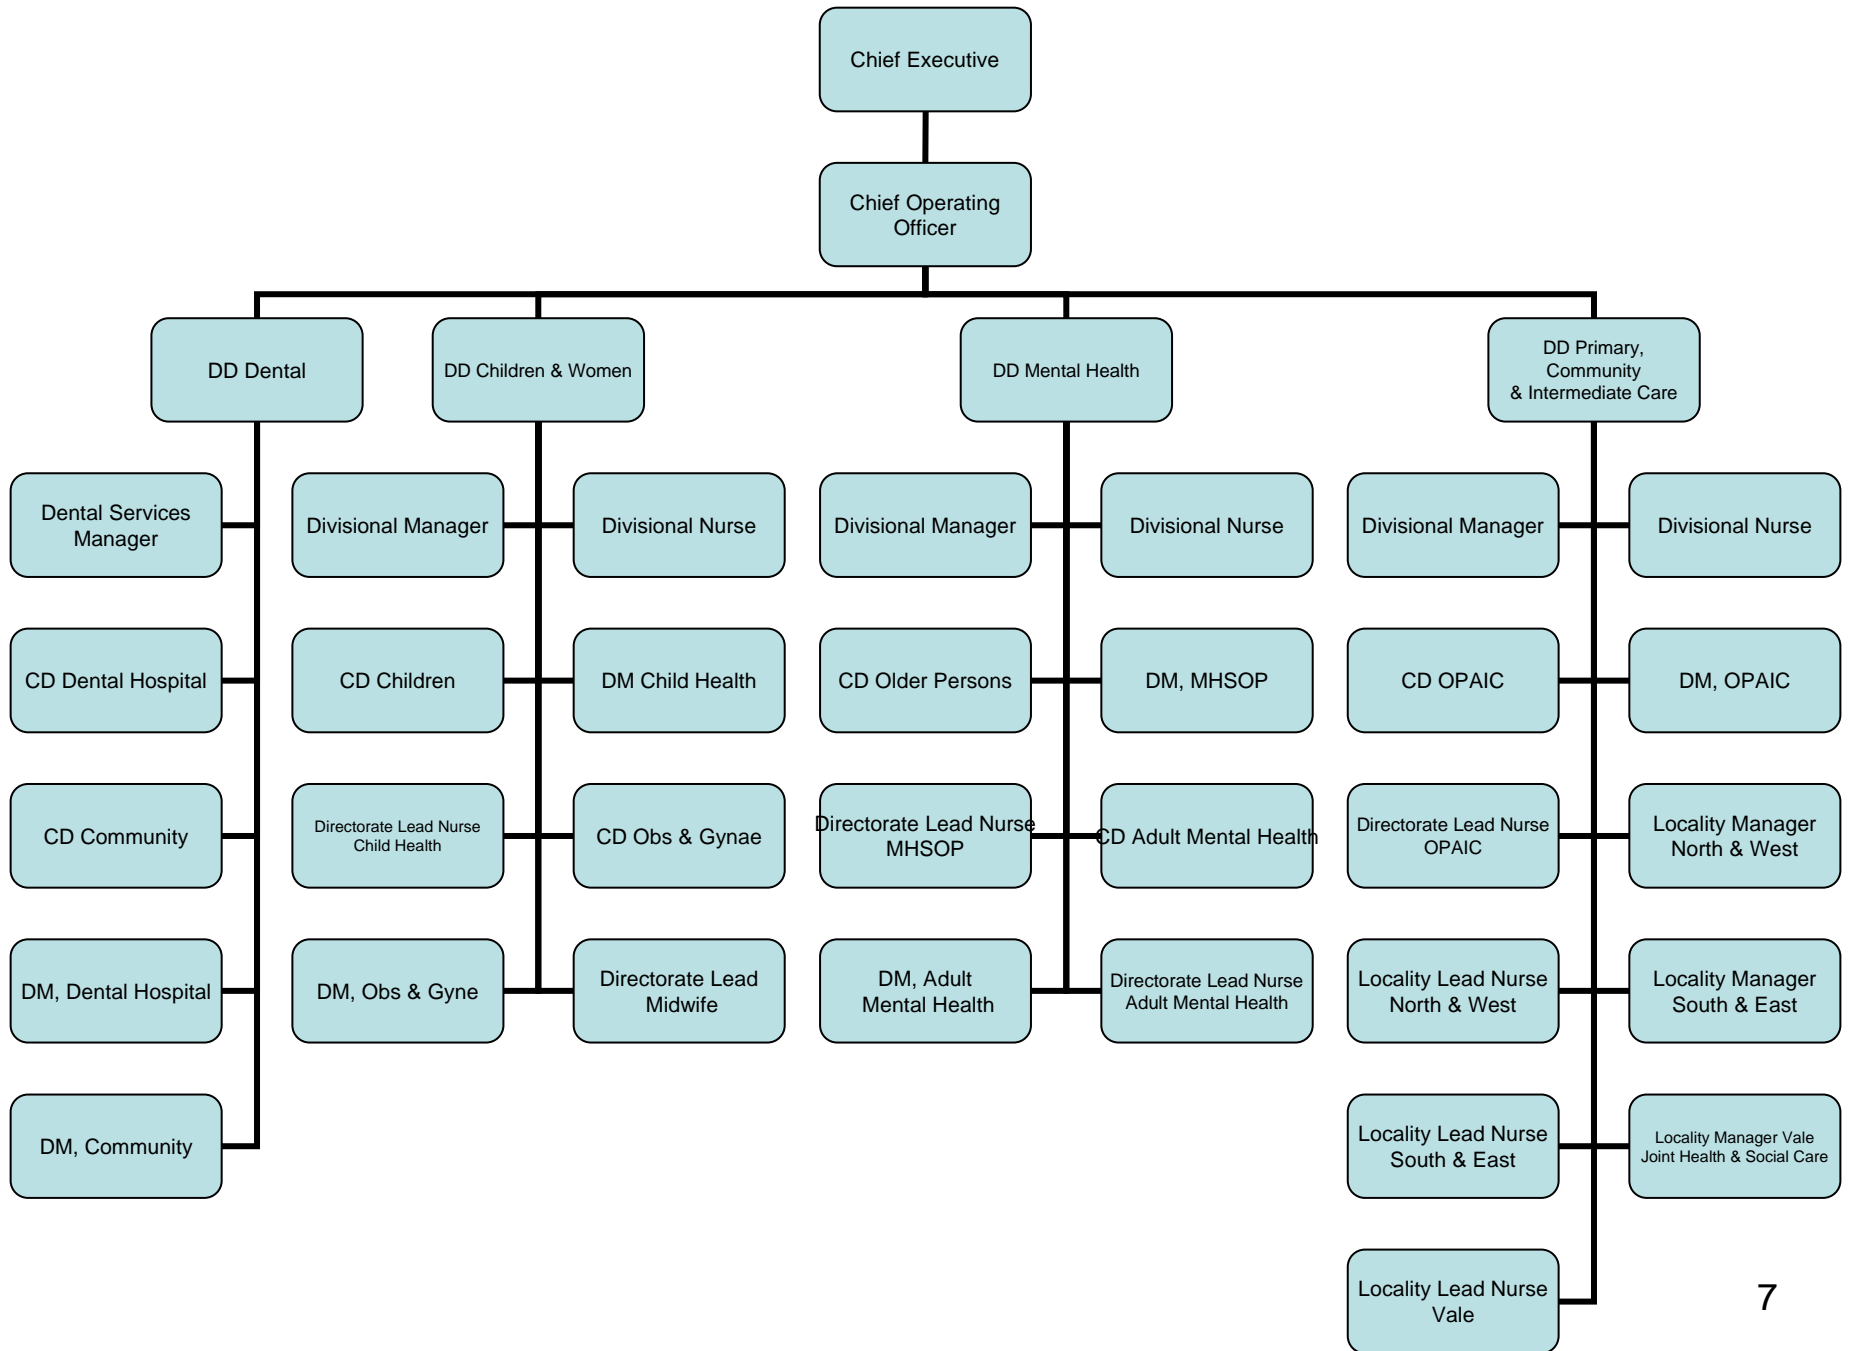 Chief Executive
Chief Operating
Officer
DD Dental
DD Children & Women
DD Mental Health
DD Primary,
Community
& Intermediate Care
Dental Services
Manager
Divisional Manager
Divisional Nurse
Divisional Manager
Divisional Nurse
Divisional Manager
Divisional Nurse
CD Dental Hospital
CD Children
DM Child Health
CD Older Persons
DM, MHSOP
CD OPAIC
DM, OPAIC
CD Community
Directorate Lead Nurse
Child Health
CD Obs & Gynae
Directorate Lead Nurse
MHSOP
CD Adult Mental Health
Directorate Lead Nurse
OPAIC
Locality Manager
North & West
DM, Dental Hospital
DM, Obs & Gyne
Directorate Lead
Midwife
DM, Adult
Mental Health
Directorate Lead Nurse
Adult Mental Health
Locality Lead Nurse
North & West
Locality Manager
South & East
DM, Community
Locality Lead Nurse
South & East
Locality Manager Vale
Joint Health & Social Care
Locality Lead Nurse
Vale
7